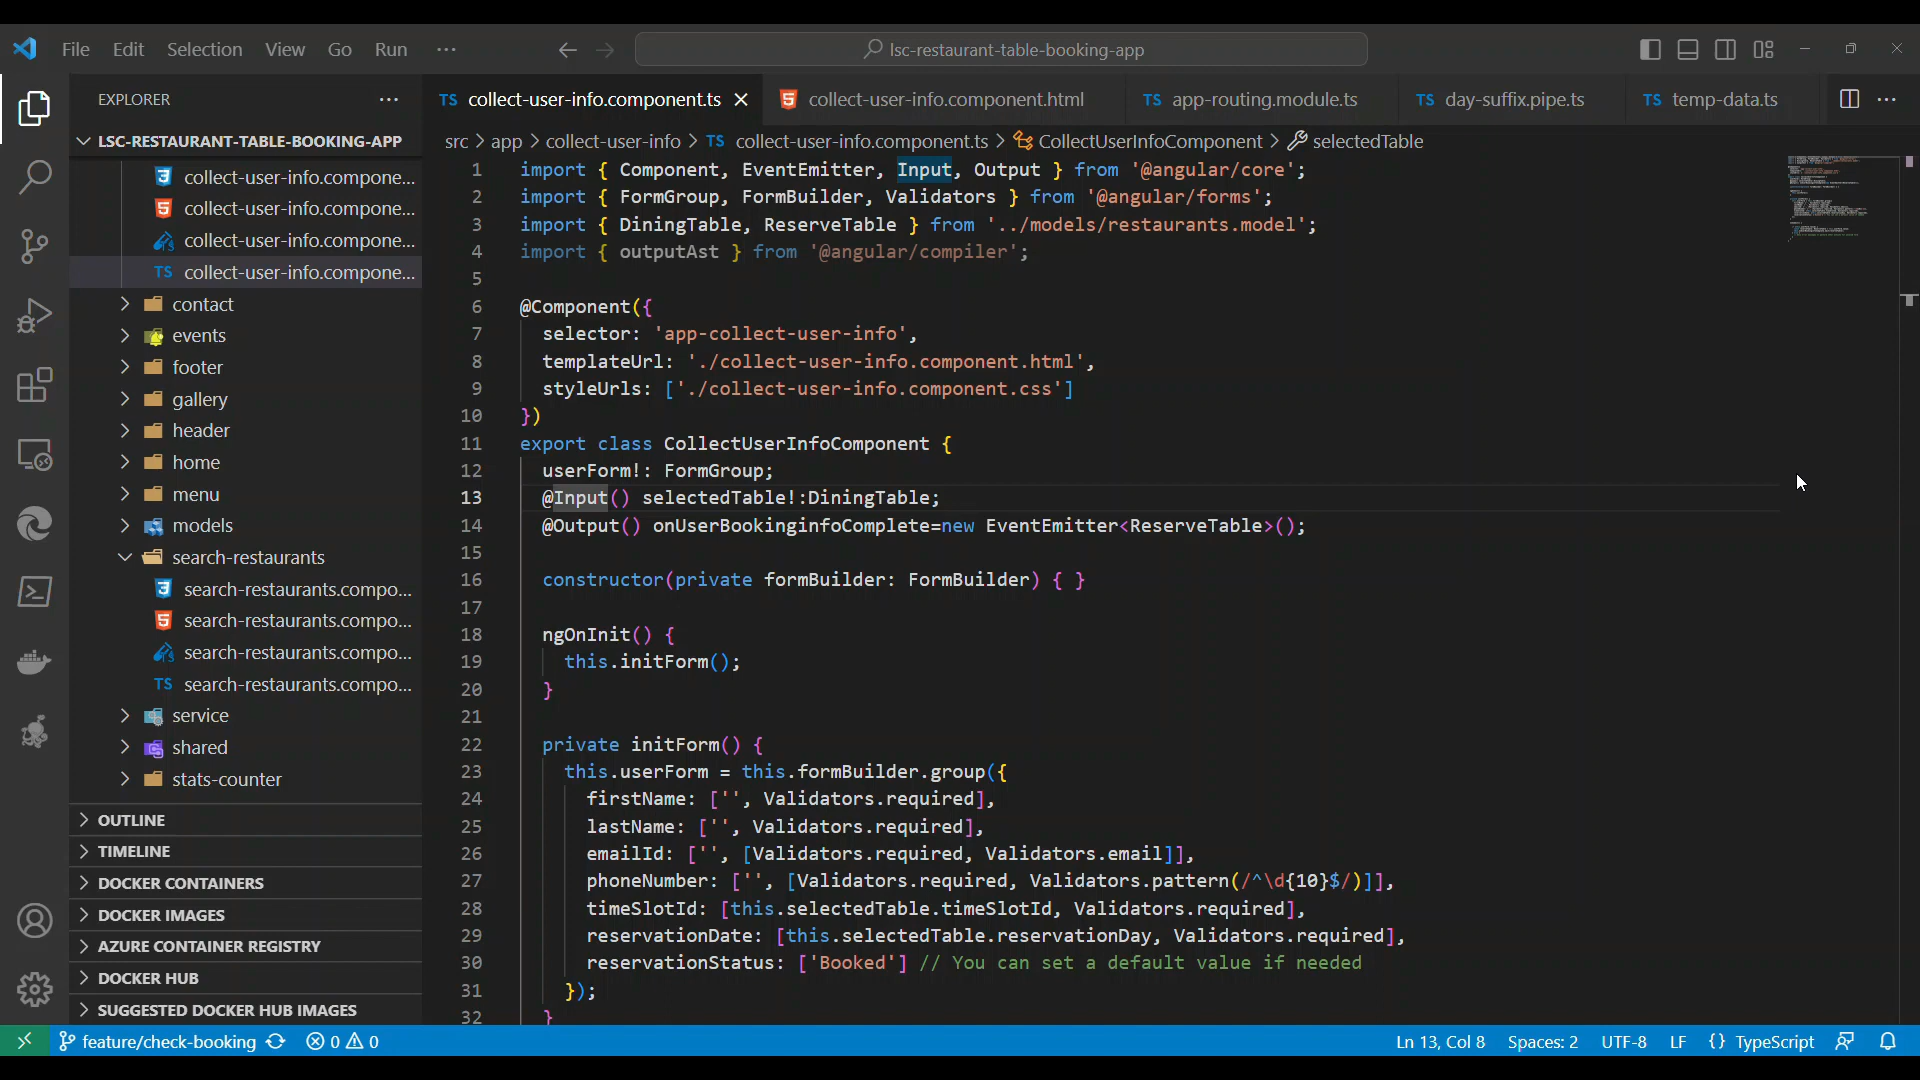 File Edit Selection View Go Run ···
lsc-restaurant-table-booking-app
EXPLORER ···
LSC-RESTAURANT-TABLE-BOOKING-APP
collect-user-info.compone...
collect-user-info.compone...
collect-user-info.compone...
TS collect-user-info.compone...
contact
events
footer
gallery
header
home
menu
models
search-restaurants
search-restaurants.compo...
search-restaurants.compo...
search-restaurants.compo...
TS search-restaurants.compo...
service
shared
stats-counter
OUTLINE
TIMELINE
DOCKER CONTAINERS
DOCKER IMAGES
AZURE CONTAINER REGISTRY
DOCKER HUB
SUGGESTED DOCKER HUB IMAGES
TS collect-user-info.component.ts collect-user-info.component.html TS app-routing.module.ts TS day-suffix.pipe.ts TS temp-data.ts ···
src > app > collect-user-info > TS collect-user-info.component.ts > CollectUserInfoComponent > selectedTable
1 import { Component, EventEmitter, Input, Output } from '@angular/core';
2 import { FormGroup, FormBuilder, Validators } from '@angular/forms';
3 import { DiningTable, ReserveTable } from '../models/restaurants.model';
4 import { outputAst } from '@angular/compiler';
5
6 @Component({
7 selector: 'app-collect-user-info',
8 templateUrl: './collect-user-info.component.html',
9 styleUrls: ['./collect-user-info.component.css']
10 })
11 export class CollectUserInfoComponent {
12 userForm!: FormGroup;
13 @Input() selectedTable!:DiningTable;
14 @Output() onUserBookinginfoComplete=new EventEmitter<ReserveTable>();
15
16 constructor(private formBuilder: FormBuilder) { }
17
18 ngOnInit() {
19 this.initForm();
20 }
21
22 private initForm() {
23 this.userForm = this.formBuilder.group({
24 firstName: ['', Validators.required],
25 lastName: ['', Validators.required],
26 emailId: ['', [Validators.required, Validators.email]],
27 phoneNumber: ['', [Validators.required, Validators.pattern(/^\d{10}$/)]],
28 timeSlotId: [this.selectedTable.timeSlotId, Validators.required],
29 reservationDate: [this.selectedTable.reservationDay, Validators.required],
30 reservationStatus: ['Booked'] // You can set a default value if needed
31 });
32 }
feature/check-booking 0 0 Ln 13, Col 8 Spaces: 2 UTF-8 LF {} TypeScript